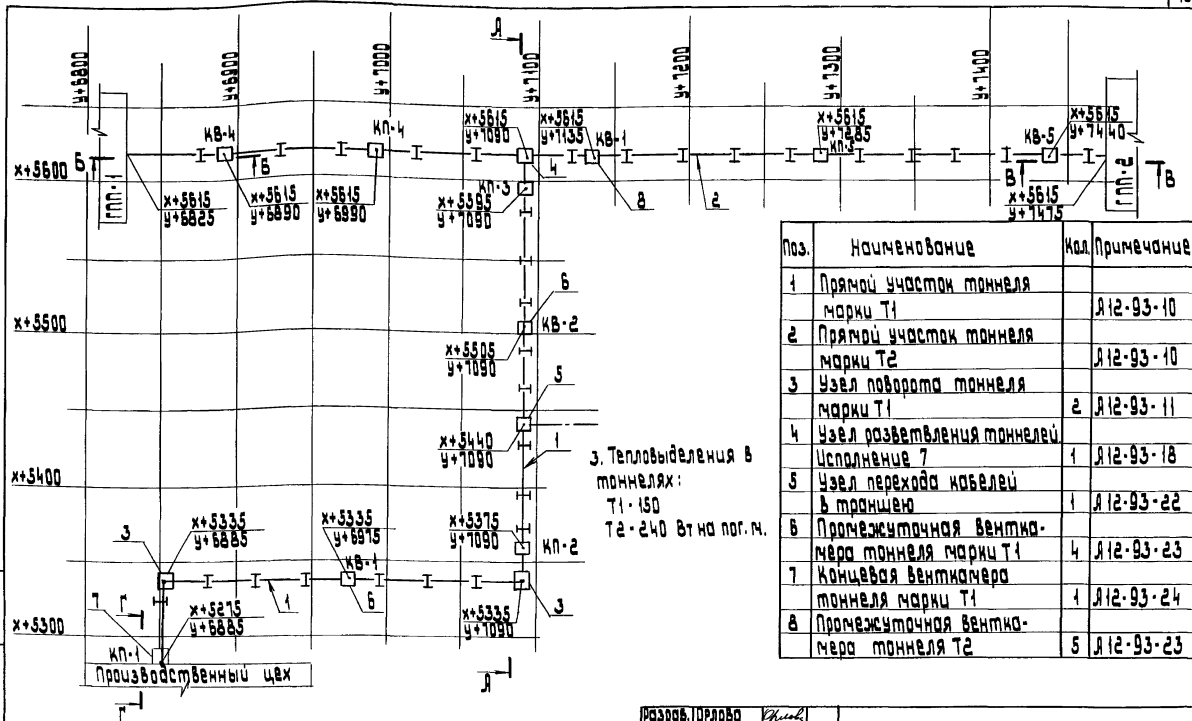 А
у+6800
у+6900
у+7000
у+7100
у+7200
у+7300
у+7400
х+5615
у+7090
х+5615
у+7135
х+5615
у+7285
х+5615
у+7440
КВ-4
КП-4
КВ-1
КП-5
КВ-5
Б
Б
4
В
В
х+5600
ГПП-1
ГПП-2
х+5615
у+6825
х+5615
у+6890
х+5615
у+6990
КП-3
х+5595
у+7090
8
2
х+5615
у+7475
6
х+5500
КВ-2
х+5505
у+7090
5
х+5440
у+7090
1
х+5400
3. Тепловыделения в
тоннелях:
Т1-150
Т2-240 Вт на пог. м.
3
х+5335
у+6885
х+5335
у+6975
КВ-1
х+5375
у+7090
КП-2
7
Г
х+5275
у+6885
1
6
х+5335
у+7090
3
х+5300
КП-1
Производственный цех
Г
А
Поз. Наименование Кол. Примечание
1 Прямой участок тоннеля
марки Т1 А12-93-10
2 Прямой участок тоннеля
марки Т2 А12-93-10
3 Узел поворота тоннеля
марки Т1 2 А12-93-11
4 Узел разветвления тоннелей.
Исполнение 7 1 А12-93-18
5 Узел перехода кабелей
в траншею 1 А12-93-22
6 Промежуточная вентка-
мера тоннеля марки Т1 4 А12-93-23
7 Концевая венткамера
тоннеля марки Т1 1 А12-93-24
8 Промежуточная вентка-
мера тоннеля Т2 5 А12-93-23
Разраб. Орлова